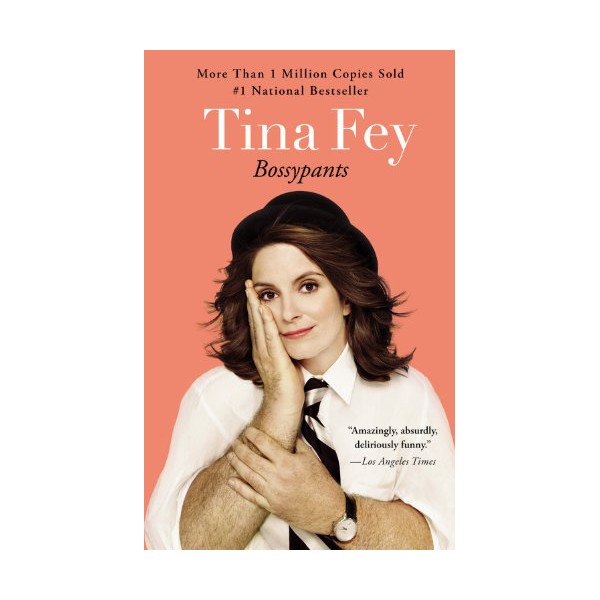 More Than 1 Million Copies Sold
#1 National Bestseller
Tina Fey
Bossypants
“Amazingly, absurdly,
deliriously funny.”
—Los Angeles Times